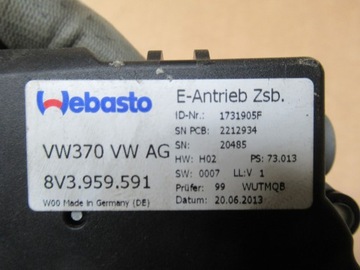 Webasto
VW370 VW AG
8V3.959.591
W00 Made in Germany (DE)
E-Antrieb Zsb.
ID-Nr.: 1731905F
SN PCB: 2212934
SN: 20485
HW: H02 PS: 73.013
SW: 0007 LL:V 1
Prüfer: 99 WUTMQB
Datum: 20.06.2013